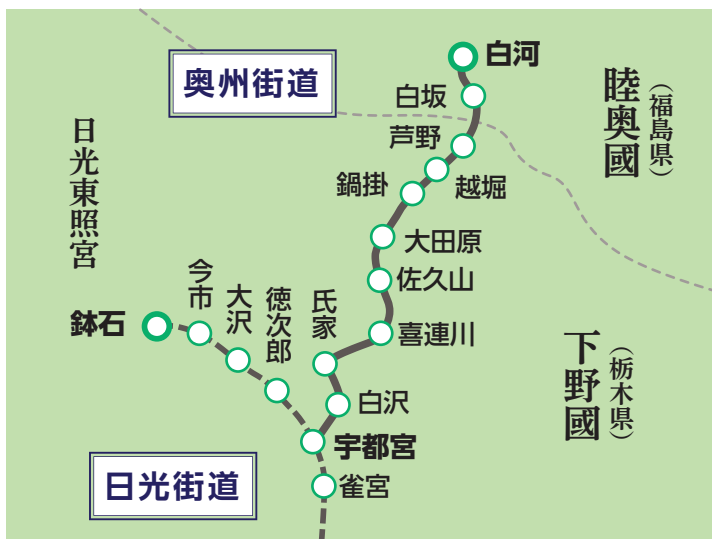 奥州街道
白河
白坂
芦野
越堀
鍋掛
大田原
佐久山
喜連川
氏家
白沢
宇都宮
雀宮
徳次郎
大沢
今市
鉢石
日光東照宮
日光街道
睦奥國
（福島県）
下野國
（栃木県）